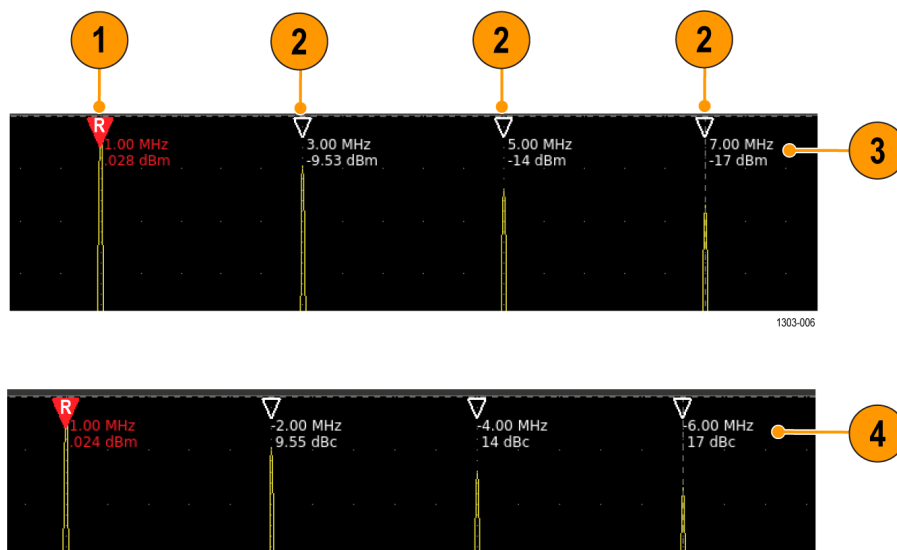 1 2 2 2
R
1.00 MHz 3.00 MHz 5.00 MHz 7.00 MHz
.028 dBm -9.53 dBm -14 dBm -17 dBm
3
1303-006
R
1.00 MHz -2.00 MHz -4.00 MHz -6.00 MHz
.024 dBm 9.55 dBc 14 dBc 17 dBc
4